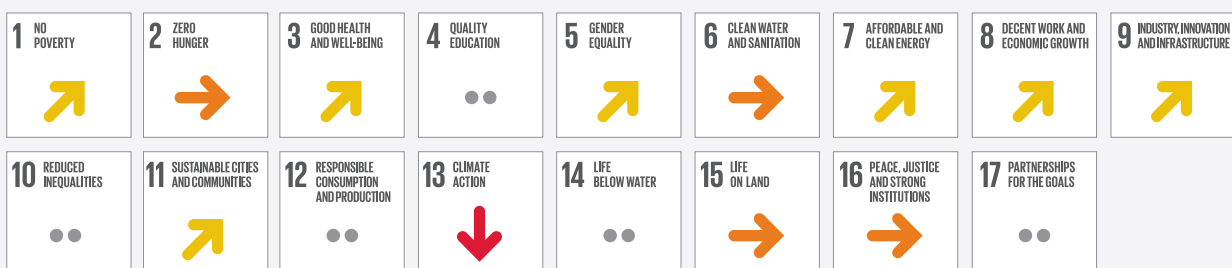 1 NO
POVERTY
2 ZERO
HUNGER
3 GOOD HEALTH
AND WELL-BEING
4 QUALITY
EDUCATION
5 GENDER
EQUALITY
6 CLEAN WATER
AND SANITATION
7 AFFORDABLE AND
CLEAN ENERGY
8 DECENT WORK AND
ECONOMIC GROWTH
9 INDUSTRY, INNOVATION
AND INFRASTRUCTURE
10 REDUCED
INEQUALITIES
11 SUSTAINABLE CITIES
AND COMMUNITIES
12 RESPONSIBLE
CONSUMPTION
AND PRODUCTION
13 CLIMATE
ACTION
14 LIFE
BELOW WATER
15 LIFE
ON LAND
16 PEACE, JUSTICE
AND STRONG
INSTITUTIONS
17 PARTNERSHIPS
FOR THE GOALS